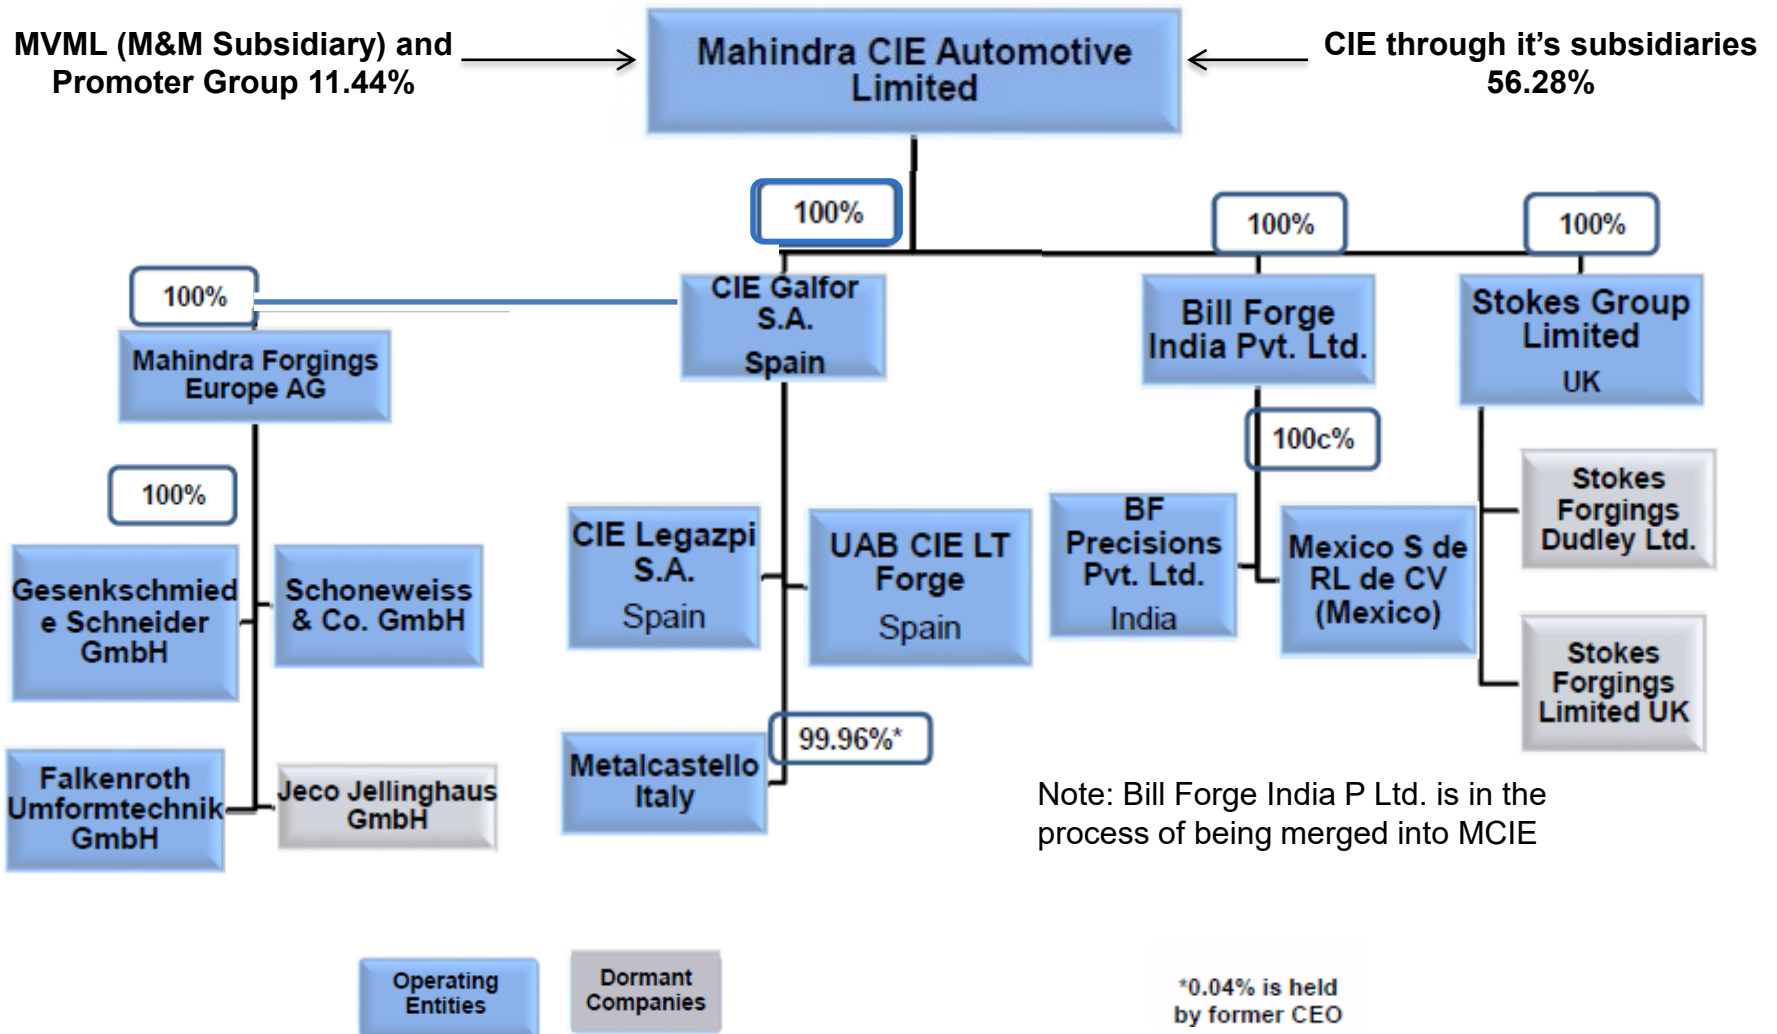 MVML (M&M Subsidiary) and
Promoter Group 11.44%
Mahindra CIE Automotive
Limited
CIE through it's subsidiaries
56.28%
100%
100%
100%
100%
CIE Galfor
S.A.
Spain
Bill Forge
India Pvt. Ltd.
Stokes Group
Limited
UK
Mahindra Forgings
Europe AG
100%
100c%
Gesenkschmied
e Schneider
GmbH
Schoneweiss
& Co. GmbH
CIE Legazpi
S.A.
Spain
UAB CIE LT
Forge
Spain
BF
Precisions
Pvt. Ltd.
India
Mexico S de
RL de CV
(Mexico)
Stokes
Forgings
Dudley Ltd.
Stokes
Forgings
Limited UK
Falkenroth
Umformtechnik
GmbH
Jeco Jellinghaus
GmbH
Metalcastello
Italy
99.96%*
Note: Bill Forge India P Ltd. is in the
process of being merged into MCIE
Operating
Entities
Dormant
Companies
*0.04% is held
by former CEO